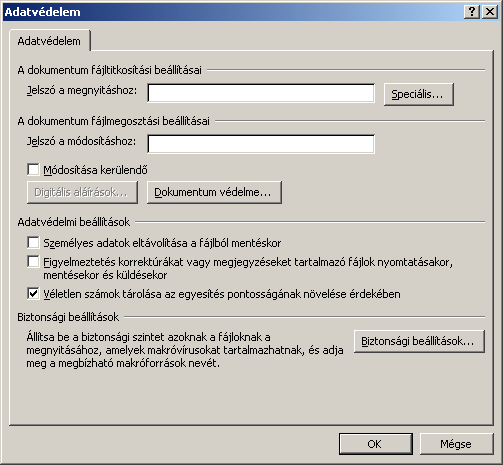 Adatvédelem
Adatvédelem
A dokumentum fájltitkosítási beállításai
Jelszó a megnyitáshoz:
Speciális...
A dokumentum fájlmegosztási beállításai
Jelszó a módosításhoz:
Módosítása kerülendő
Digitális aláírások...
Dokumentum védelme...
Adatvédelmi beállítások
Személyes adatok eltávolítása a fájlból mentéskor
Figyelmeztetés korrektúrákat vagy megjegyzéseket tartalmazó fájlok nyomtatásakor,
mentésekor és küldésekor
Véletlen számok tárolása az egyesítés pontosságának növelése érdekében
Biztonsági beállítások
Állítsa be a biztonsági szintet azoknak a fájloknak a
megnyitásához, amelyek makróvírusokat tartalmazhatnak, és adja
meg a megbízható makróforrások nevét.
Biztonsági beállítások...
OK
Mégse